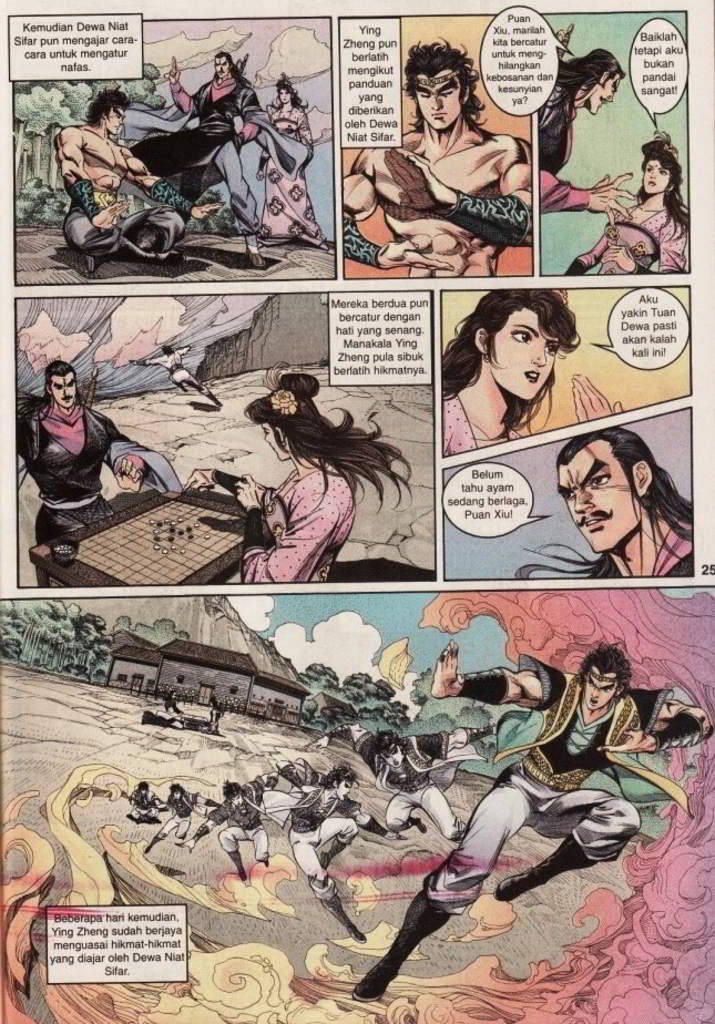 Kemudian Dewa Niat
Sifar pun mengajar cara-
cara untuk mengatur
nafas.
Ying
Zheng pun
berlatih
mengikut
panduan
yang
diberikan
oleh Dewa
Niat Sifar.
Puan
Xiu, marilah
kita bercatur
untuk meng-
hilangkan
kebosanan dan
kesunyian
ya?
Baiklah
tetapi aku
bukan
pandai
sangat!
Mereka berdua pun
bercatur dengan
hati yang senang.
Manakala Ying
Zheng pula sibuk
berlatih hikmatnya.
Aku
yakin Tuan
Dewa pasti
akan kalah
kali ini!
Belum
tahu ayam
sedang berlaga,
Puan Xiu!
25
Beberapa hari kemudian,
Ying Zheng sudah berjaya
menguasai hikmat-hikmat
yang diajar oleh Dewa Niat
Sifar.